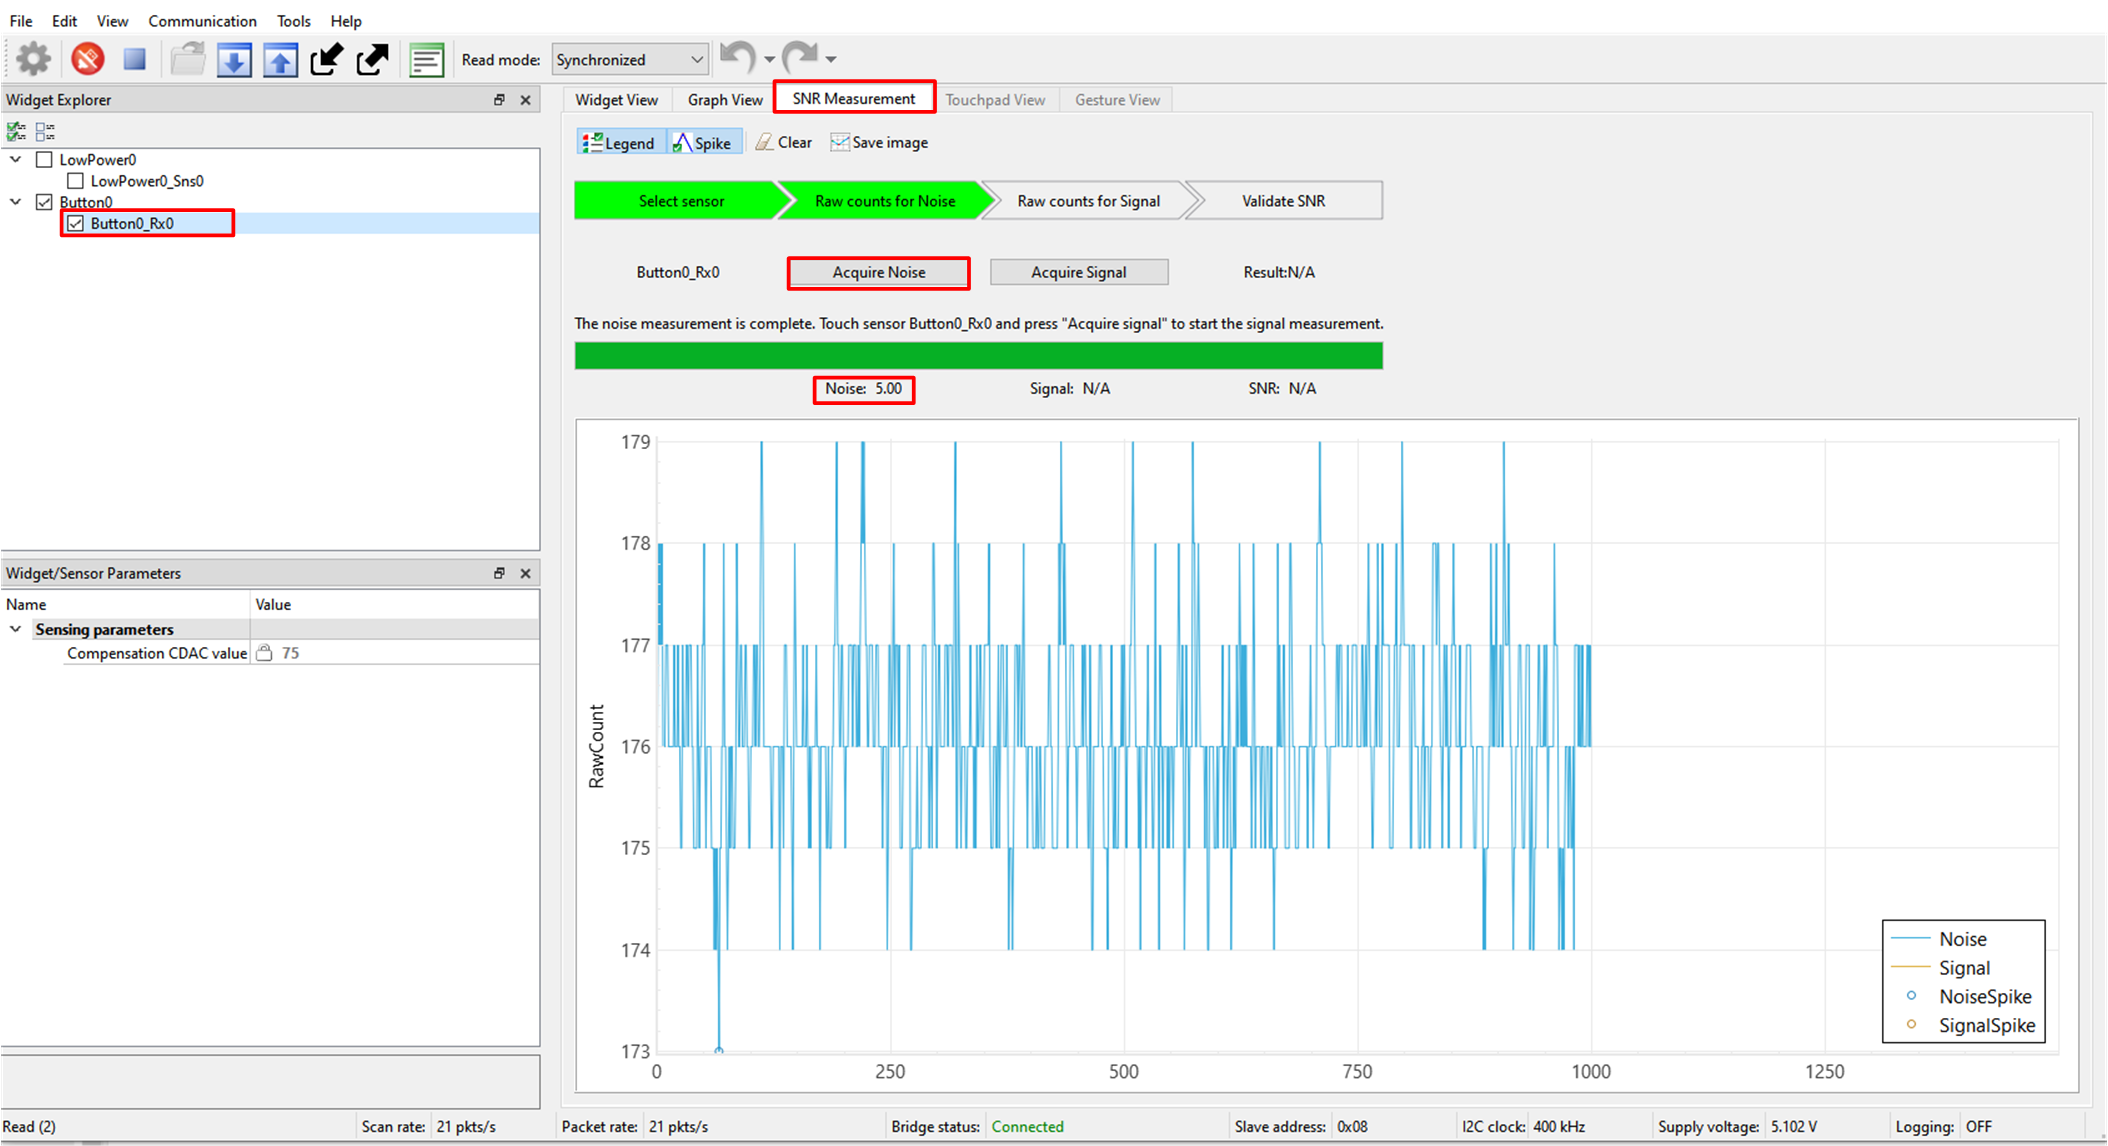 File Edit View Communication Tools Help
Read mode: Synchronized
Widget Explorer
Widget View Graph View SNR Measurement Touchpad View Gesture View
Legend Spike Clear Save image
LowPower0
LowPower0_Sns0
Button0
Button0_Rx0
Select sensor Raw counts for Noise Raw counts for Signal Validate SNR
Button0_Rx0 Acquire Noise Acquire Signal Result:N/A
The noise measurement is complete. Touch sensor Button0_Rx0 and press "Acquire signal" to start the signal measurement.
Noise: 5.00 Signal: N/A SNR: N/A
Widget/Sensor Parameters
Name Value
Sensing parameters
Compensation CDAC value 75
RawCount
179
178
177
176
175
174
173
0 250 500 750 1000 1250
Noise
Signal
NoiseSpike
SignalSpike
Read (2) Scan rate: 21 pkts/s Packet rate: 21 pkts/s Bridge status: Connected Slave address: 0x08 I2C clock: 400 kHz Supply voltage: 5.102 V Logging: OFF